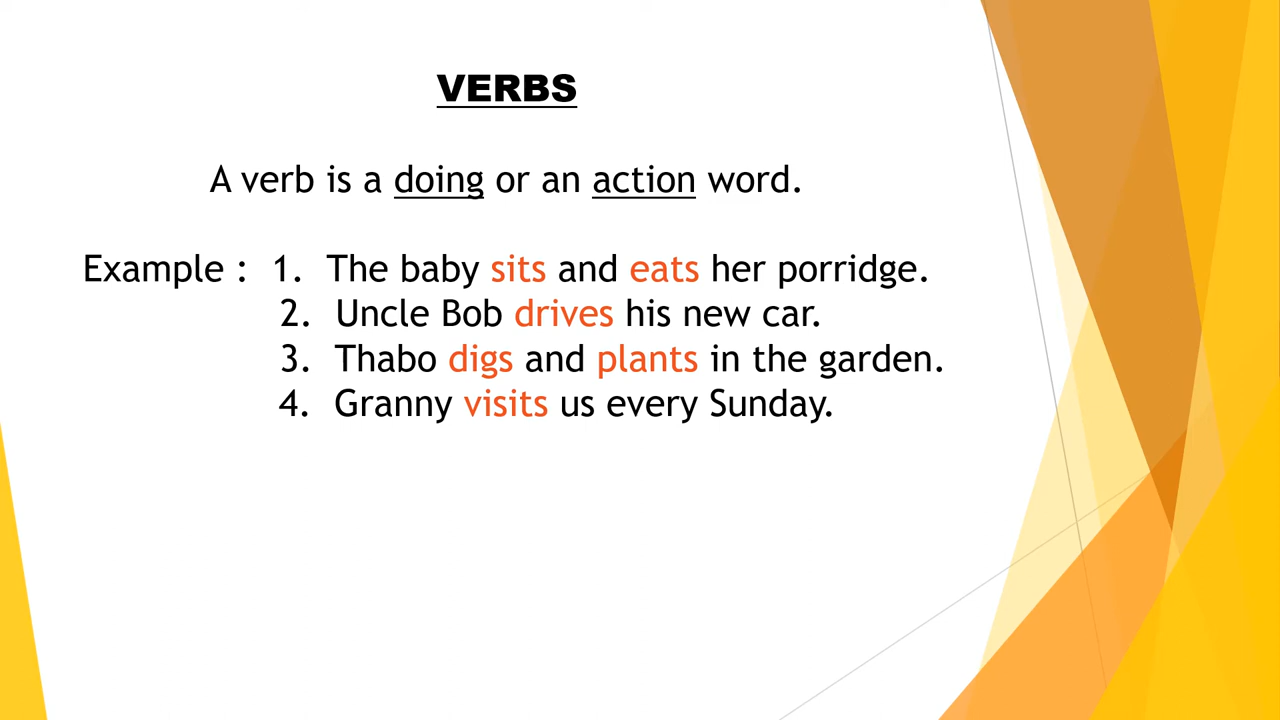 VERBS
A verb is a doing or an action word.
Example : 1. The baby sits and eats her porridge.
2. Uncle Bob drives his new car.
3. Thabo digs and plants in the garden.
4. Granny visits us every Sunday.